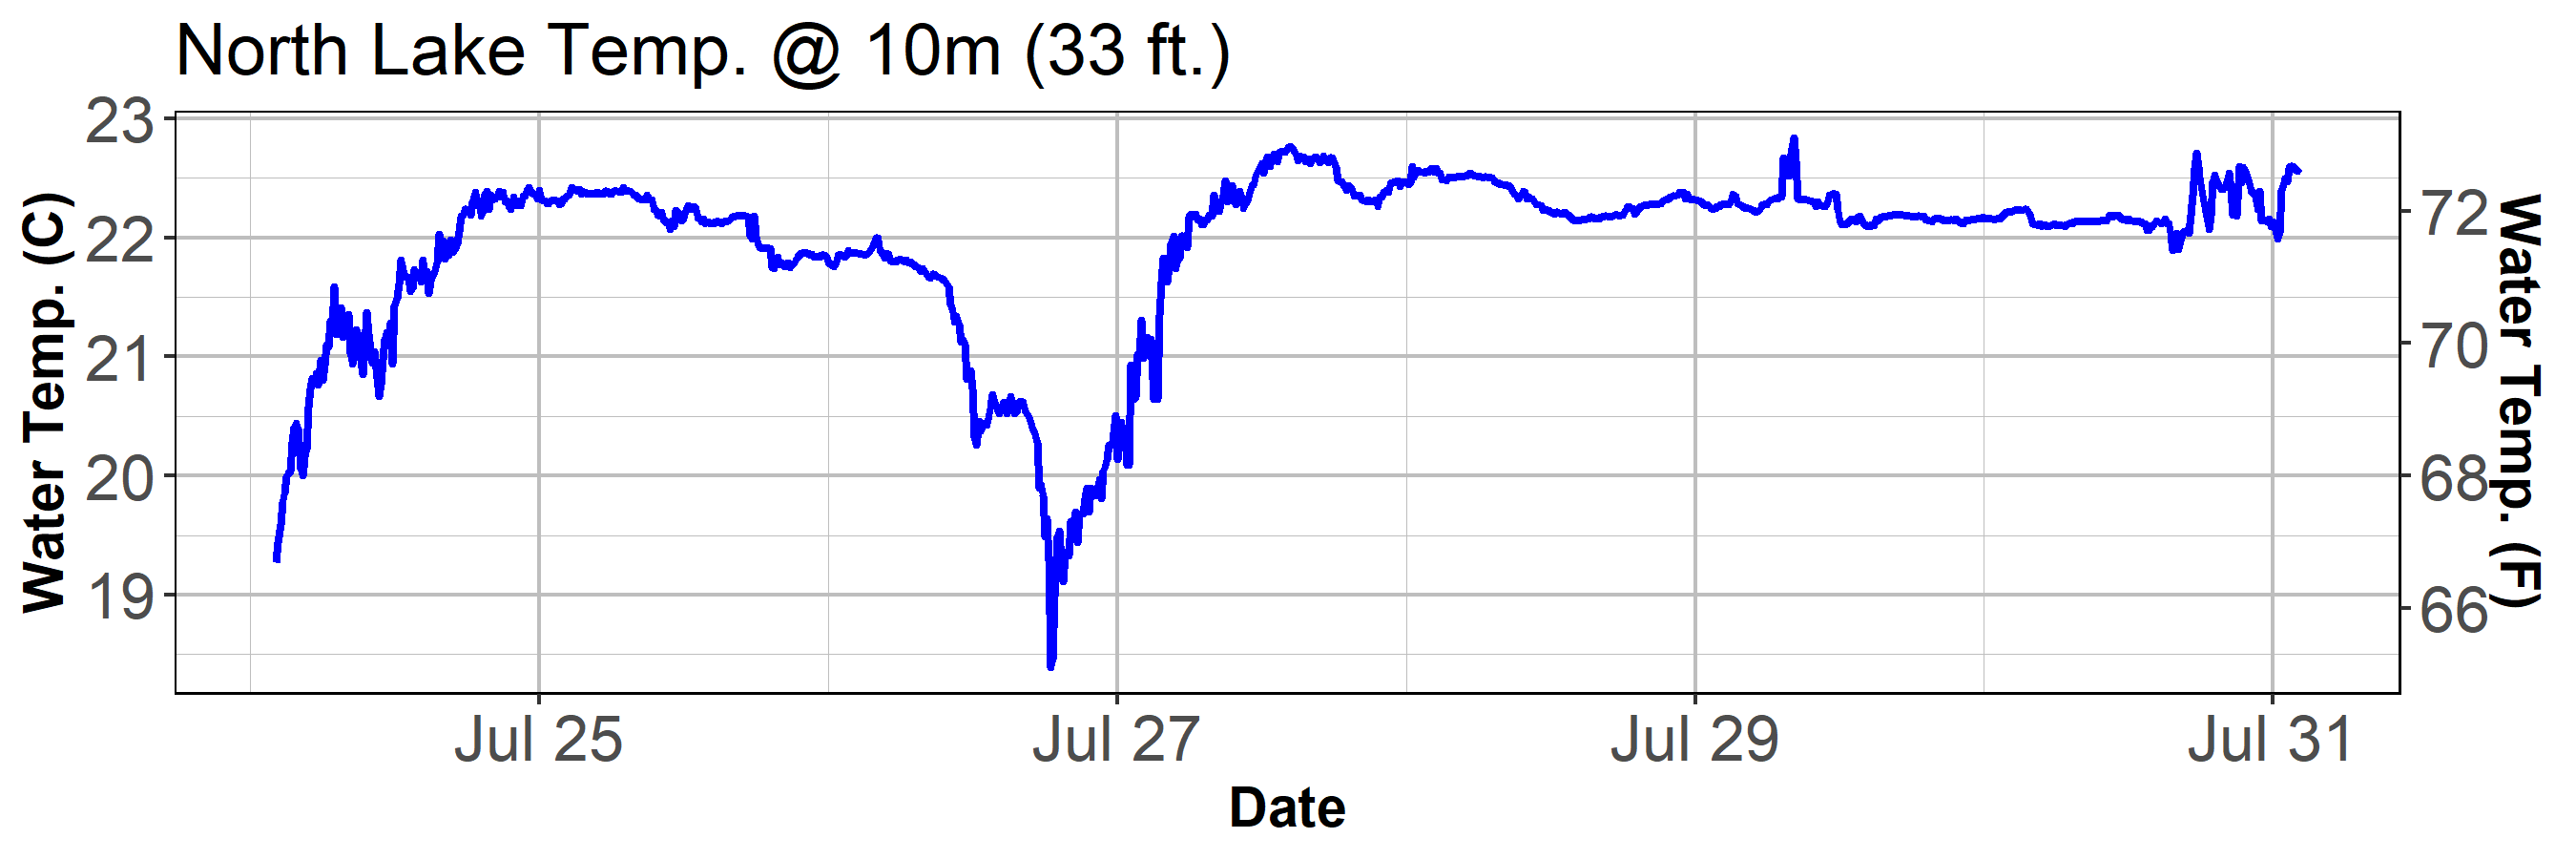 North Lake Temp. @ 10m (33 ft.)
Water Temp. (C)
23
22
21
20
19
72
70
68
66
Water Temp. (F)
Jul 25
Jul 27
Jul 29
Jul 31
Date